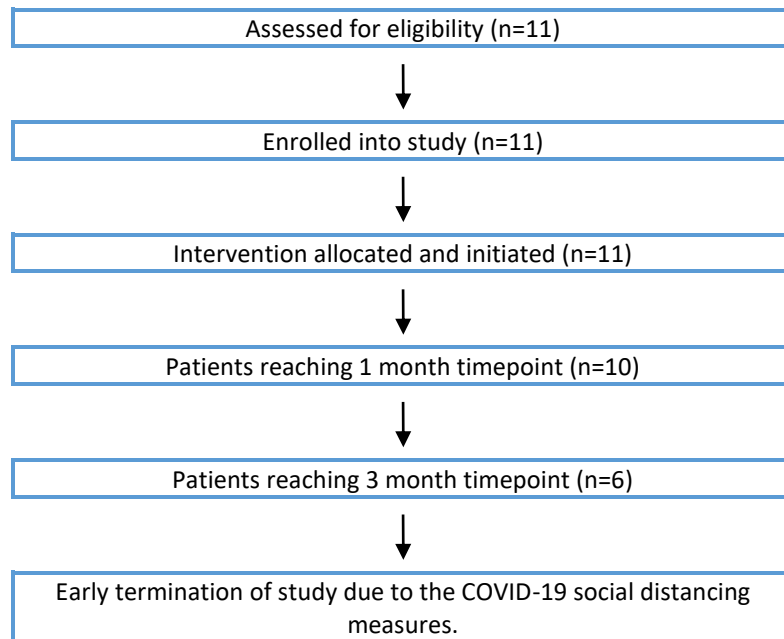 Assessed for eligibility (n=11)
Enrolled into study (n=11)
Intervention allocated and initiated (n=11)
Patients reaching 1 month timepoint (n=10)
Patients reaching 3 month timepoint (n=6)
Early termination of study due to the COVID-19 social distancing
measures.